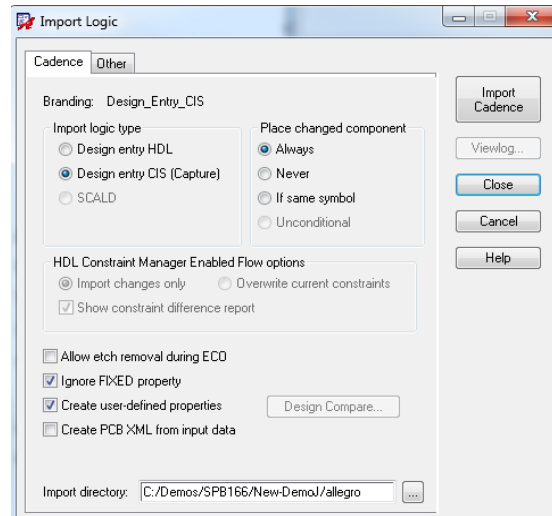 Import Logic
Cadence Other
Branding: Design_Entry_CIS
Import logic type
Design entry HDL
Design entry CIS (Capture)
SCALD
Place changed component
Always
Never
If same symbol
Unconditional
HDL Constraint Manager Enabled Flow options
Import changes only Overwrite current constraints
Show constraint difference report
Allow etch removal during ECO
Ignore FIXED property
Create user-defined properties Design Compare...
Create PCB XML from input data
Import directory: C:/Demos/SPB166/New-DemoJ/allegro ...
Import
Cadence
Viewlog...
Close
Cancel
Help